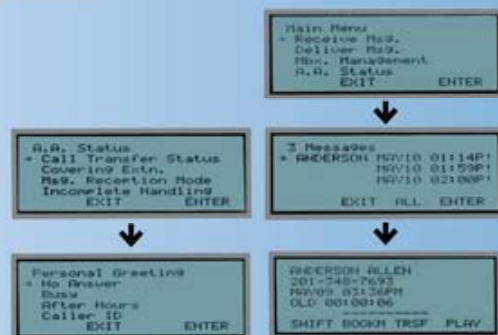 Main Menu
Receive Msg.
Deliver Msg.
Mbx. Management
A.A. Status
EXIT ENTER
A.A. Status
Call Transfer Status
Covering Extn.
Msg. Reception Mode
Incomplete Handling
EXIT ENTER
3 Messages
ANDERSON MAY10 01:14P!
MAY10 01:59P!
MAY10 02:00P!
EXIT ALL ENTER
Personal Greeting
No Answer
Busy
After Hours
Caller ID
EXIT ENTER
ANDERSON ALLEN
201-348-7693
MAY09 03:36PM
OLD 00:00:06
SHIFT BOOKM TRSF PLAY